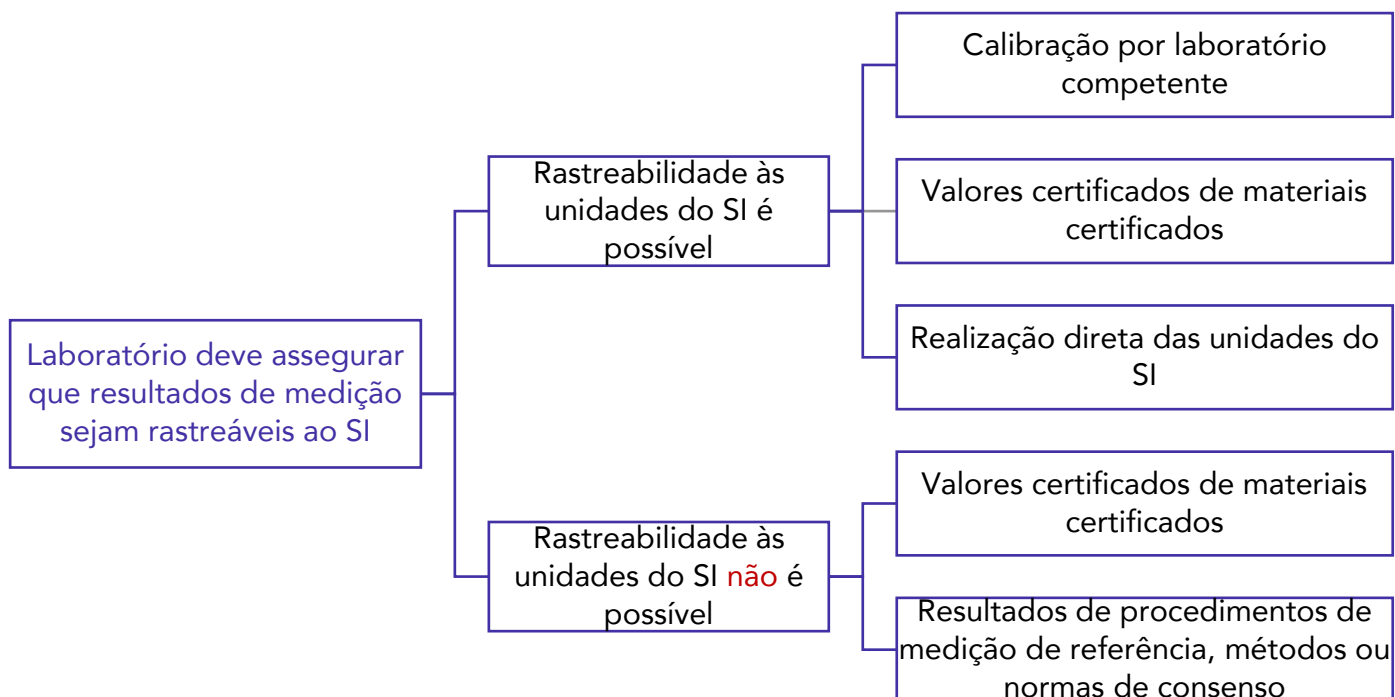 Laboratório deve assegurar
que resultados de medição
sejam rastreáveis ao SI
Rastreabilidade às
unidades do SI é
possível
Calibração por laboratório
competente
Valores certificados de materiais
certificados
Realização direta das unidades do
SI
Rastreabilidade às
unidades do SI não é
possível
Valores certificados de materiais
certificados
Resultados de procedimentos de
medição de referência, métodos ou
normas de consenso